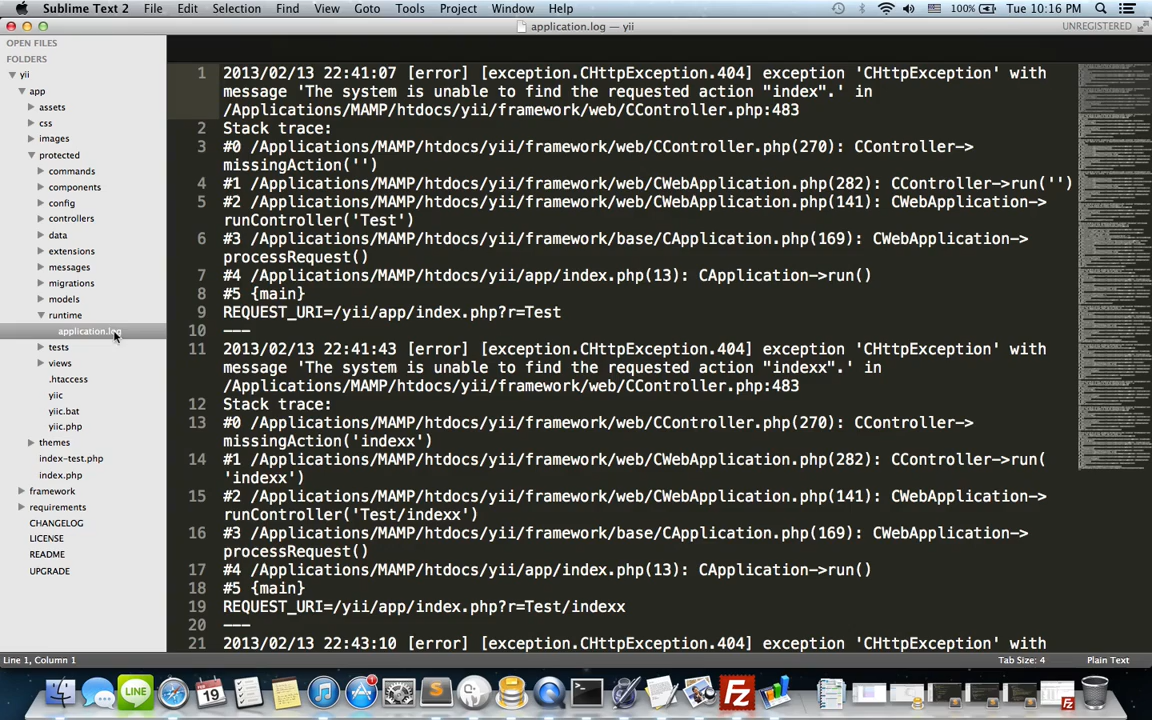 Sublime Text 2 File Edit Selection Find View Goto Tools Project Window Help 100% Tue 10:16 PM
application.log — yii UNREGISTERED
OPEN FILES
FOLDERS
yii
app
assets
css
images
protected
commands
components
config
controllers
data
extensions
messages
migrations
models
runtime
application.log
tests
views
.htaccess
yiic
yiic.bat
yiic.php
themes
index-test.php
index.php
framework
requirements
CHANGELOG
LICENSE
README
UPGRADE
1 2013/02/13 22:41:07 [error] [exception.CHttpException.404] exception 'CHttpException' with
message 'The system is unable to find the requested action "index".' in
/Applications/MAMP/htdocs/yii/framework/web/CController.php:483
2 Stack trace:
3 #0 /Applications/MAMP/htdocs/yii/framework/web/CController.php(270): CController->
missingAction('')
4 #1 /Applications/MAMP/htdocs/yii/framework/web/CWebApplication.php(282): CController->run('')
5 #2 /Applications/MAMP/htdocs/yii/framework/web/CWebApplication.php(141): CWebApplication->
runController('Test')
6 #3 /Applications/MAMP/htdocs/yii/framework/base/CApplication.php(169): CWebApplication->
processRequest()
7 #4 /Applications/MAMP/htdocs/yii/app/index.php(13): CApplication->run()
8 #5 {main}
9 REQUEST_URI=/yii/app/index.php?r=Test
10 ---
11 2013/02/13 22:41:43 [error] [exception.CHttpException.404] exception 'CHttpException' with
message 'The system is unable to find the requested action "indexx".' in
/Applications/MAMP/htdocs/yii/framework/web/CController.php:483
12 Stack trace:
13 #0 /Applications/MAMP/htdocs/yii/framework/web/CController.php(270): CController->
missingAction('indexx')
14 #1 /Applications/MAMP/htdocs/yii/framework/web/CWebApplication.php(282): CController->run(
'indexx')
15 #2 /Applications/MAMP/htdocs/yii/framework/web/CWebApplication.php(141): CWebApplication->
runController('Test/indexx')
16 #3 /Applications/MAMP/htdocs/yii/framework/base/CApplication.php(169): CWebApplication->
processRequest()
17 #4 /Applications/MAMP/htdocs/yii/app/index.php(13): CApplication->run()
18 #5 {main}
19 REQUEST_URI=/yii/app/index.php?r=Test/indexx
20 ---
21 2013/02/13 22:43:10 [error] [exception.CHttpException.404] exception 'CHttpException' with
Line 1, Column 1 Tab Size: 4 Plain Text
LINE
19
1
Fz